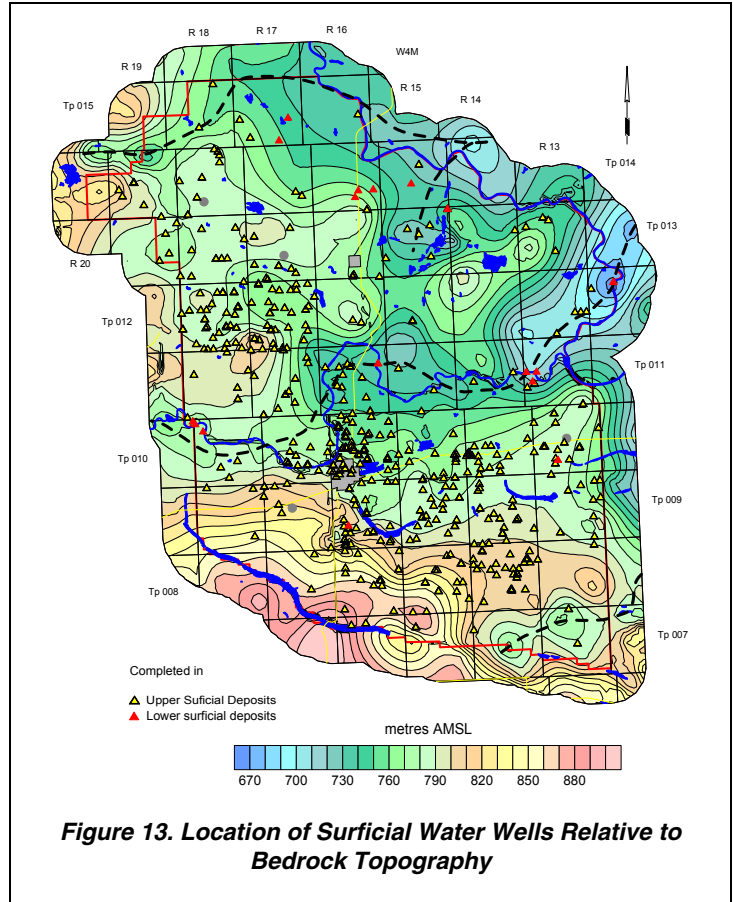 R 16
R 17
R 18
W4M
R 19
R 15
Tp 015
R 14
R 13
Tp 014
Tp 013
R 20
Tp 012
Tp 011
Tp 010
Tp 009
Tp 008
Tp 007
Completed in
Upper Suficial Deposits
Lower surficial deposits
metres AMSL
670 700 730 760 790 820 850 880
Figure 13. Location of Surficial Water Wells Relative to
Bedrock Topography